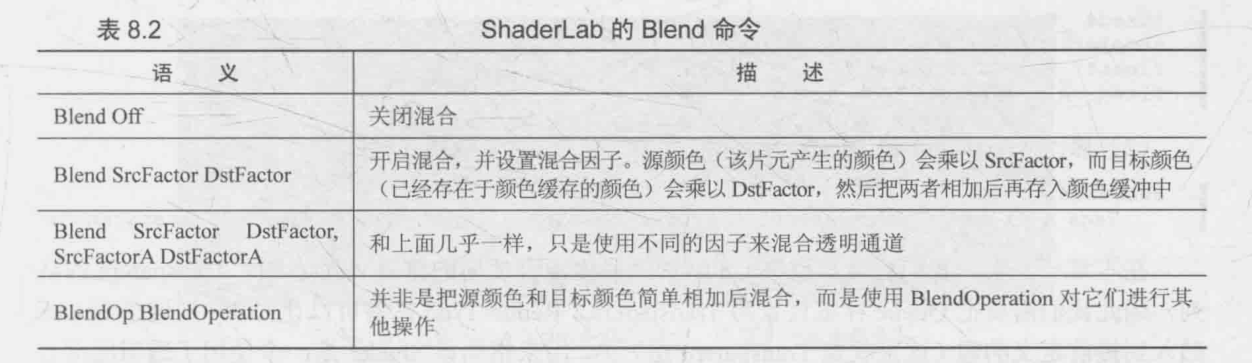 表 8.2 ShaderLab 的 Blend 命令
语 义 描 述
Blend Off 关闭混合
Blend SrcFactor DstFactor 开启混合，并设置混合因子。源颜色（该片元产生的颜色）会乘以 SrcFactor，而目标颜色
（已经存在于颜色缓存的颜色）会乘以 DstFactor，然后把两者相加后再存入颜色缓冲中
Blend SrcFactor DstFactor,
SrcFactorA DstFactorA
和上面几乎一样，只是使用不同的因子来混合透明通道
BlendOp BlendOperation
并非是把源颜色和目标颜色简单相加后混合，而是使用 BlendOperation 对它们进行其
他操作